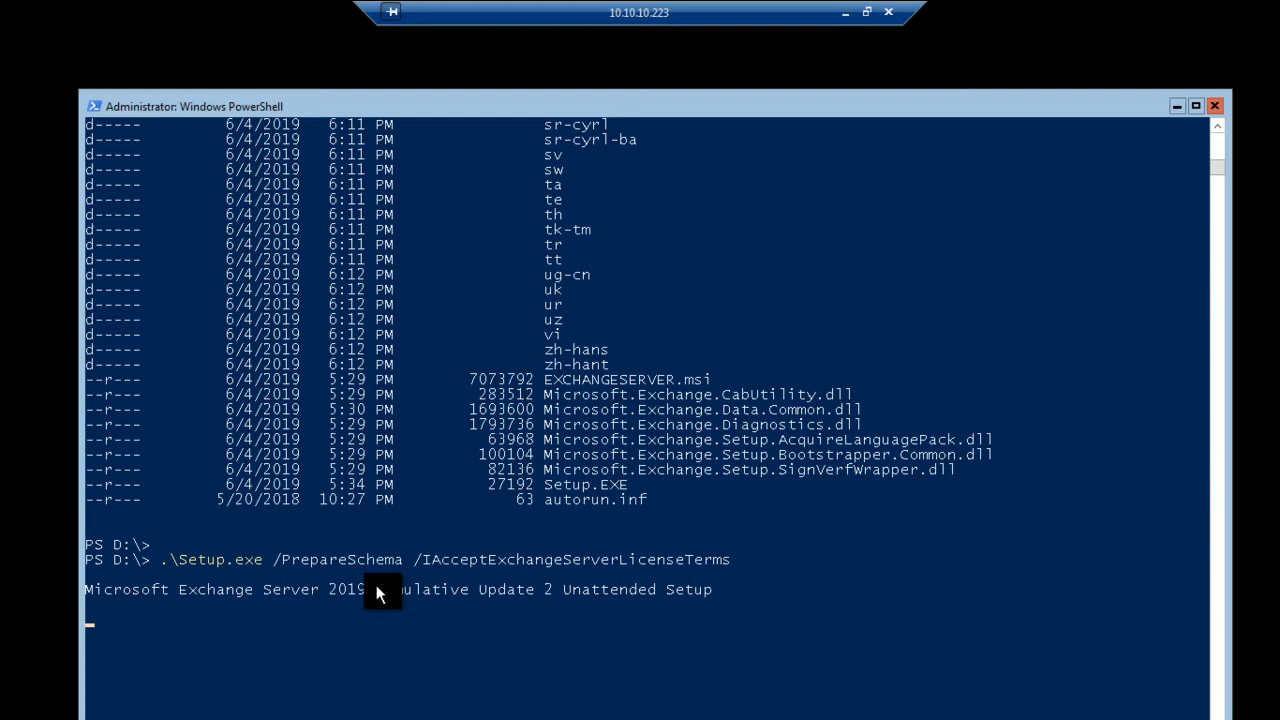 10.10.10.223
Administrator: Windows PowerShell
d----- 6/4/2019 6:11 PM sr-cyrl
d----- 6/4/2019 6:11 PM sr-cyrl-ba
d----- 6/4/2019 6:11 PM sv
d----- 6/4/2019 6:11 PM sw
d----- 6/4/2019 6:11 PM ta
d----- 6/4/2019 6:11 PM te
d----- 6/4/2019 6:11 PM th
d----- 6/4/2019 6:11 PM tk-tm
d----- 6/4/2019 6:11 PM tr
d----- 6/4/2019 6:11 PM tt
d----- 6/4/2019 6:12 PM ug-cn
d----- 6/4/2019 6:12 PM uk
d----- 6/4/2019 6:12 PM ur
d----- 6/4/2019 6:12 PM uz
d----- 6/4/2019 6:12 PM vi
d----- 6/4/2019 6:12 PM zh-hans
d----- 6/4/2019 6:12 PM zh-hant
--r--- 6/4/2019 5:29 PM 7073792 EXCHANGESERVER.msi
--r--- 6/4/2019 5:29 PM 283512 Microsoft.Exchange.CabUtility.dll
--r--- 6/4/2019 5:30 PM 1693600 Microsoft.Exchange.Data.Common.dll
--r--- 6/4/2019 5:29 PM 1793736 Microsoft.Exchange.Diagnostics.dll
--r--- 6/4/2019 5:29 PM 63968 Microsoft.Exchange.Setup.AcquireLanguagePack.dll
--r--- 6/4/2019 5:29 PM 100104 Microsoft.Exchange.Setup.Bootstrapper.Common.dll
--r--- 6/4/2019 5:29 PM 82136 Microsoft.Exchange.Setup.SignVerfWrapper.dll
--r--- 6/4/2019 5:34 PM 27192 Setup.EXE
--r--- 5/20/2018 10:27 PM 63 autorun.inf
PS D:\>
PS D:\> .\Setup.exe /PrepareSchema /IAcceptExchangeServerLicenseTerms
Microsoft Exchange Server 2019 mulative Update 2 Unattended Setup